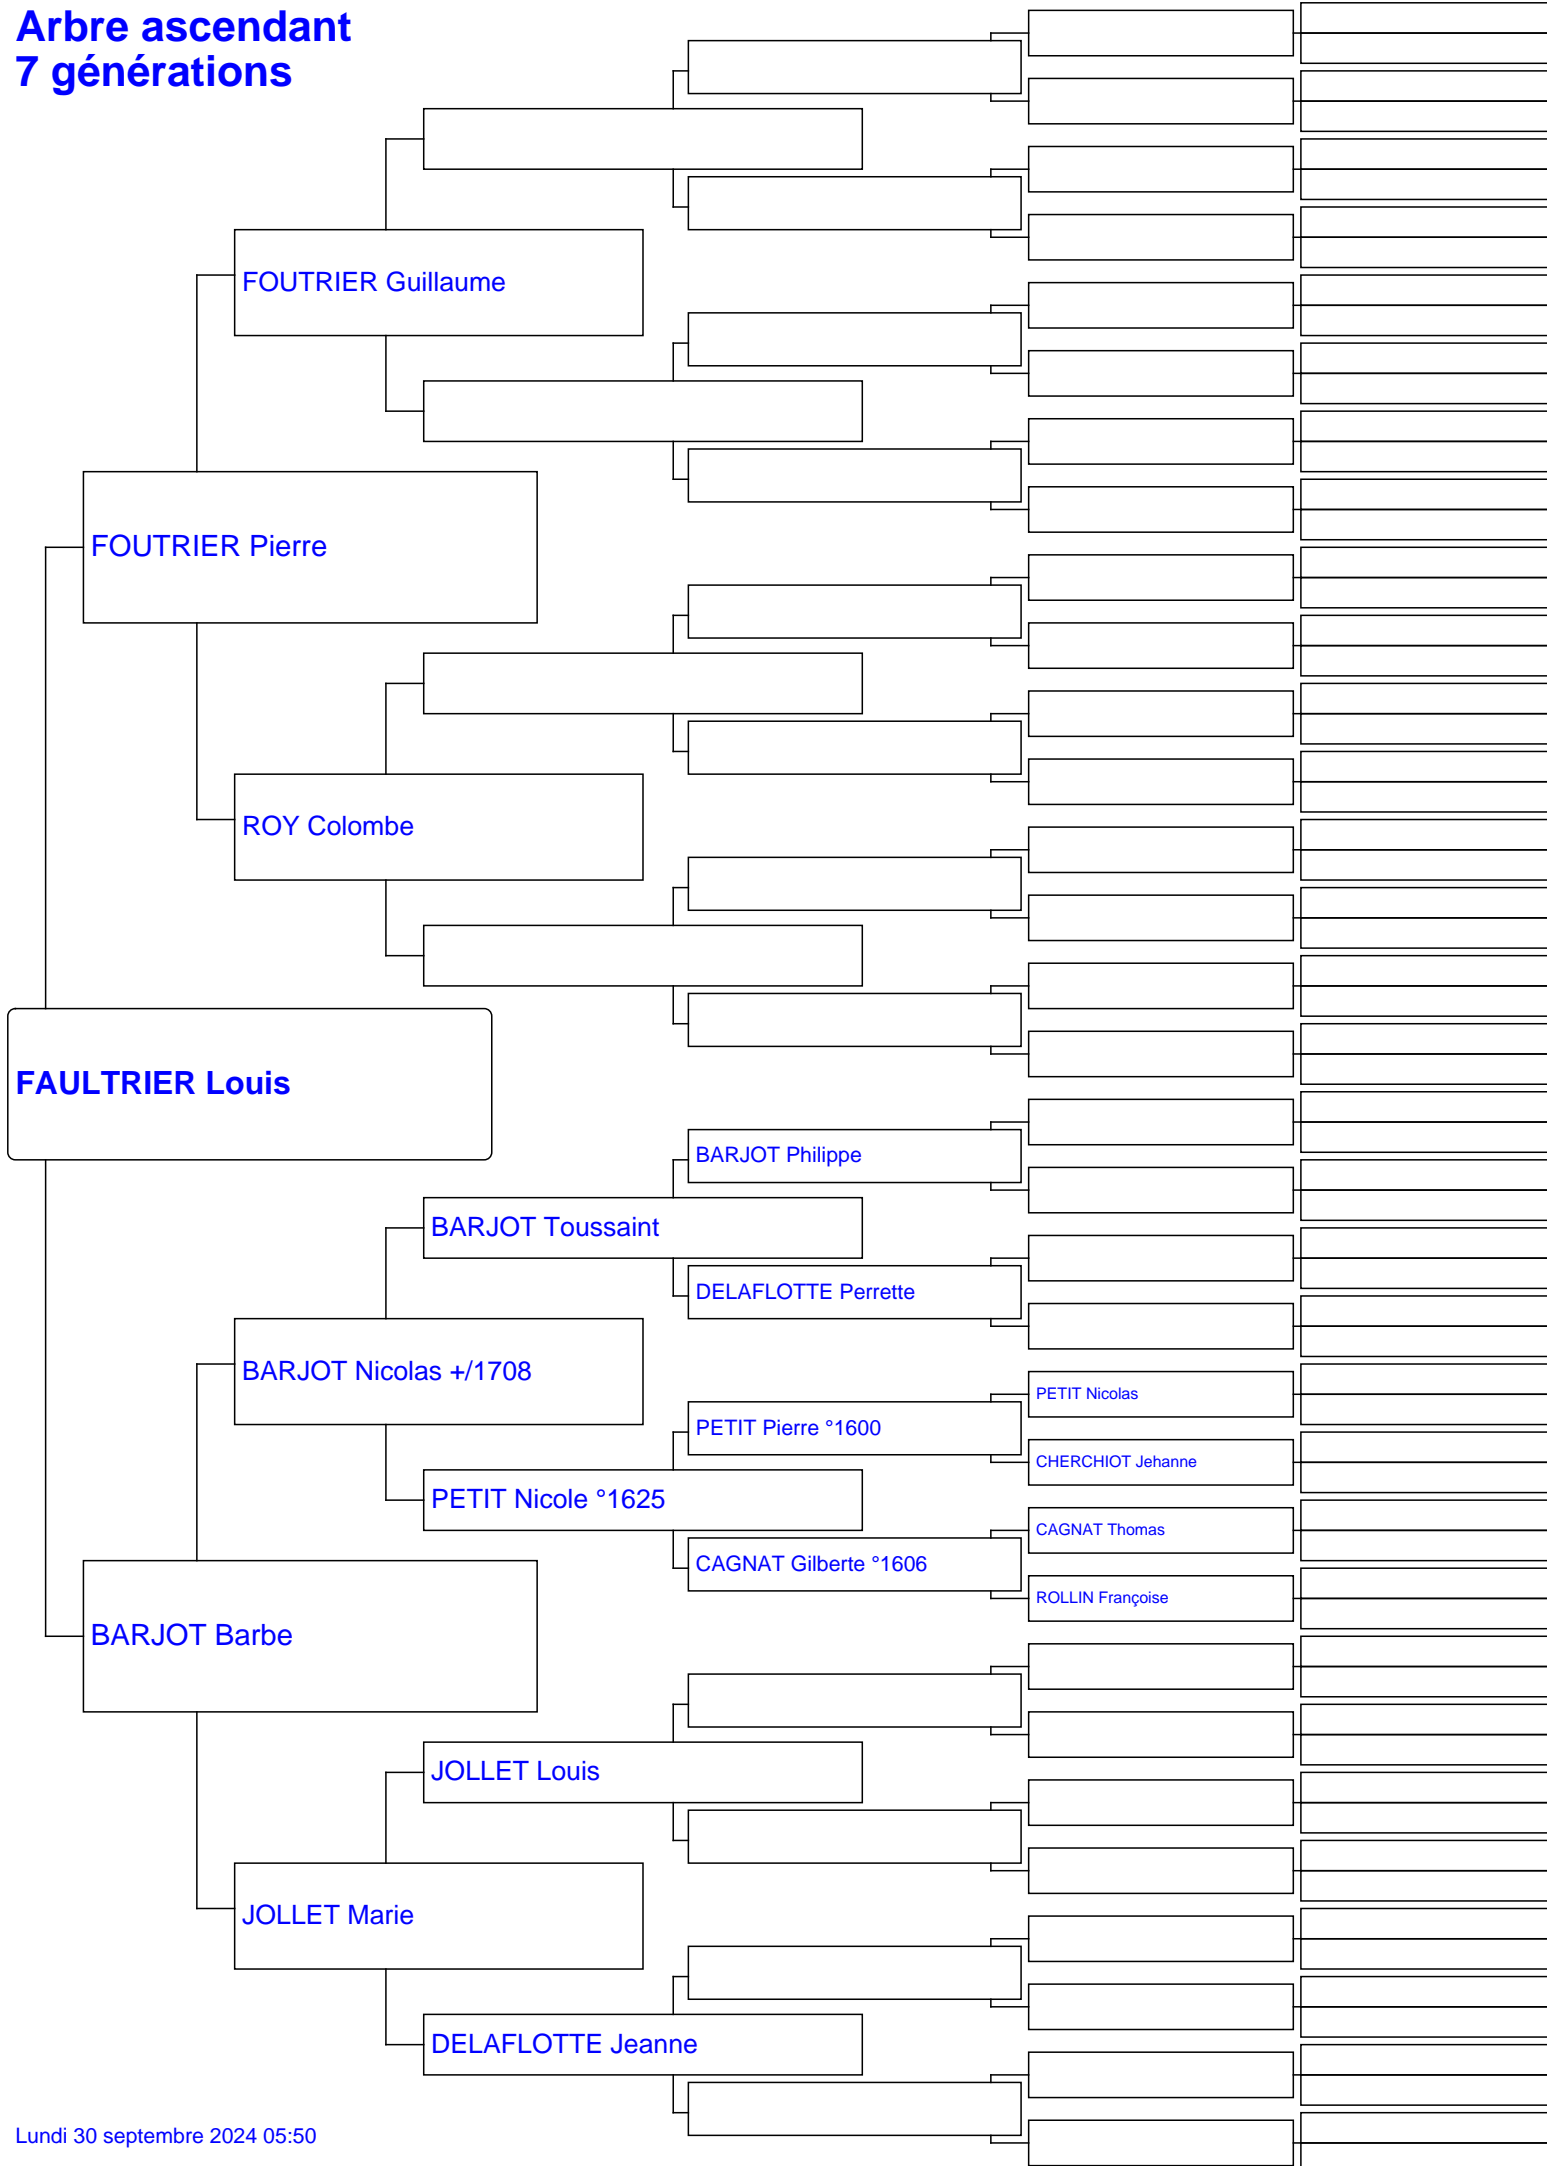 Arbre ascendant
7 générations
FOUTRIER Guillaume
FOUTRIER Pierre
ROY Colombe
FAULTRIER Louis
BARJOT Philippe
BARJOT Toussaint
DELAFLOTTE Perrette
BARJOT Nicolas +/1708
PETIT Nicolas
PETIT Pierre °1600
CHERCHIOT Jehanne
PETIT Nicole °1625
CAGNAT Thomas
CAGNAT Gilberte °1606
ROLLIN Françoise
BARJOT Barbe
JOLLET Louis
JOLLET Marie
DELAFLOTTE Jeanne
Lundi 30 septembre 2024 05:50